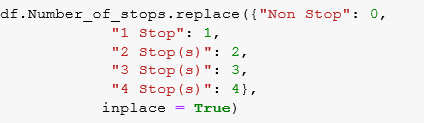 df.Number_of_stops.replace({"Non Stop": 0,
"1 Stop": 1,
"2 Stop(s)": 2,
"3 Stop(s)": 3,
"4 Stop(s)": 4},
inplace = True)